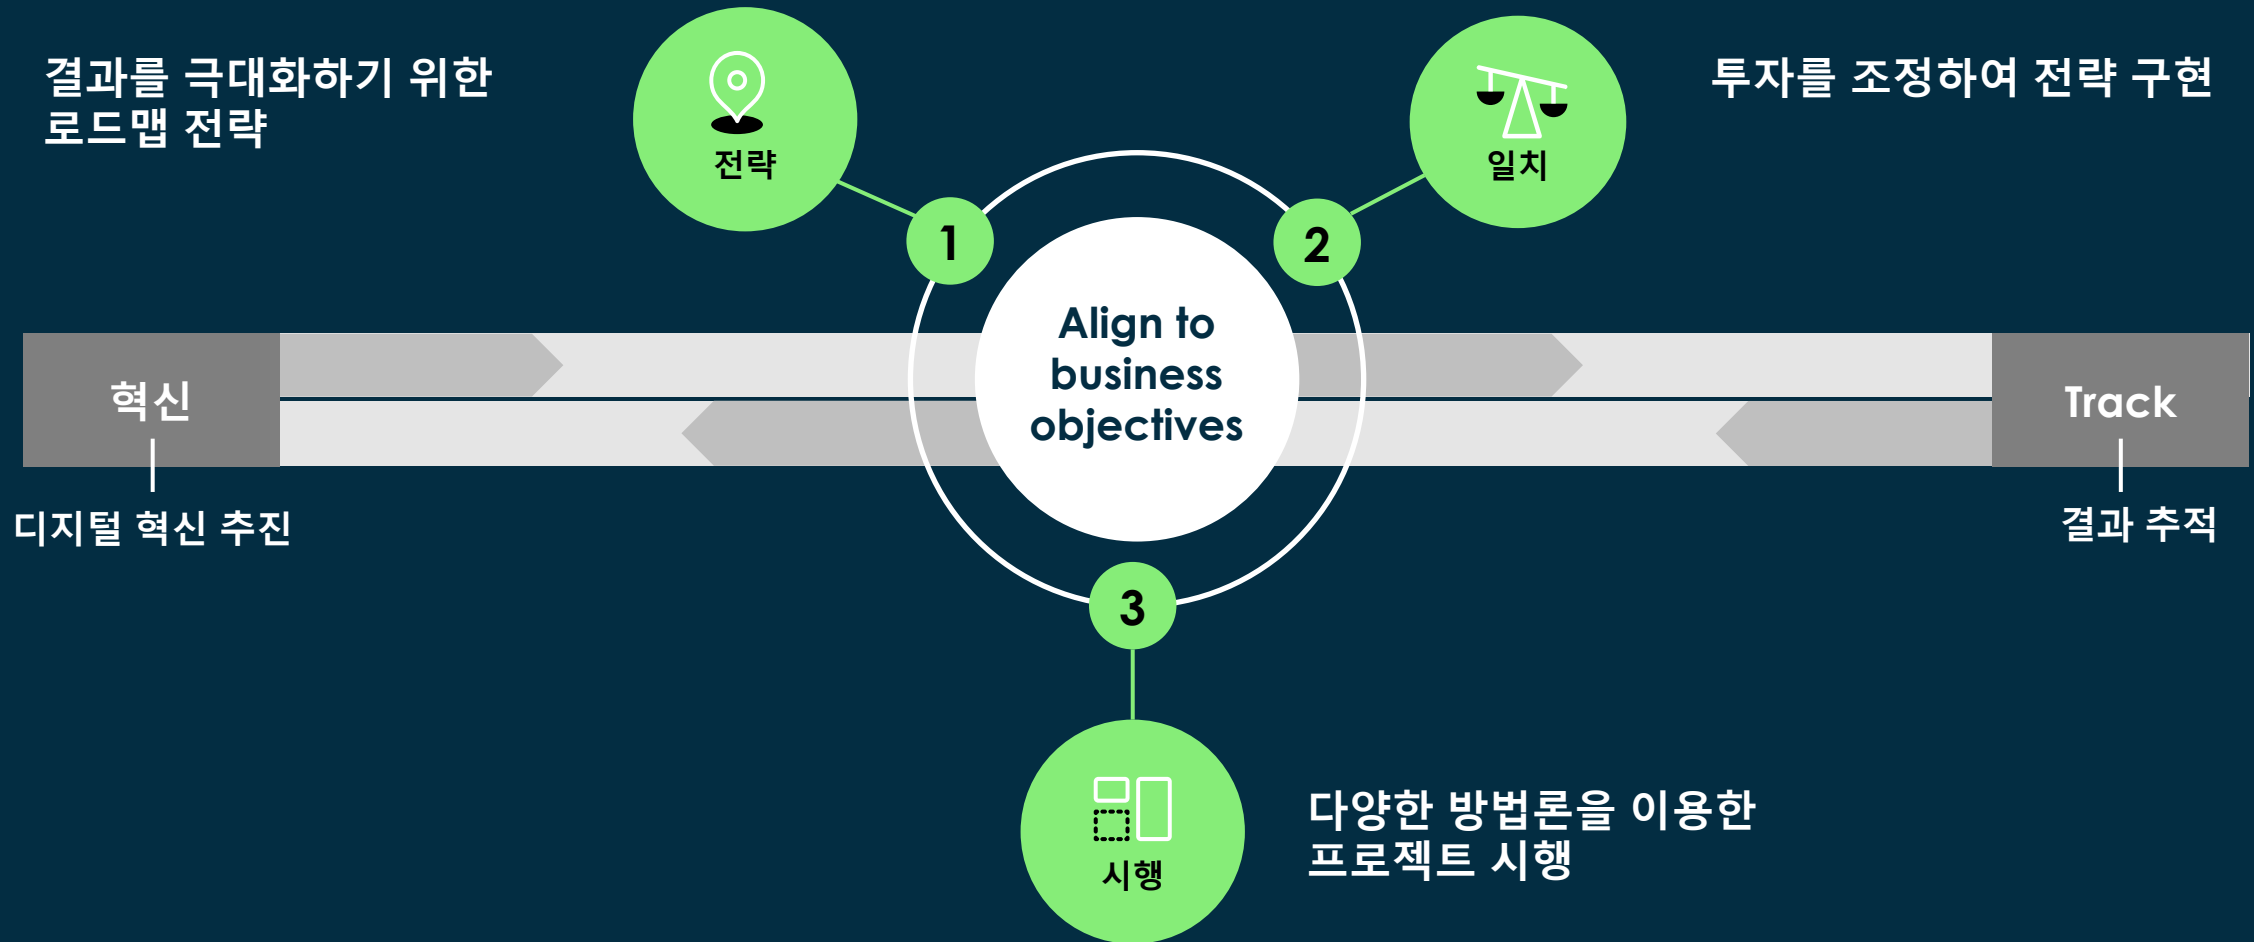 결과를 극대화하기 위한
로드맵 전략
전략
일치
투자를 조정하여 전략 구현
1
2
Align to
business
objectives
혁신
Track
디지털 혁신 추진
결과 추적
3
시행
다양한 방법론을 이용한
프로젝트 시행